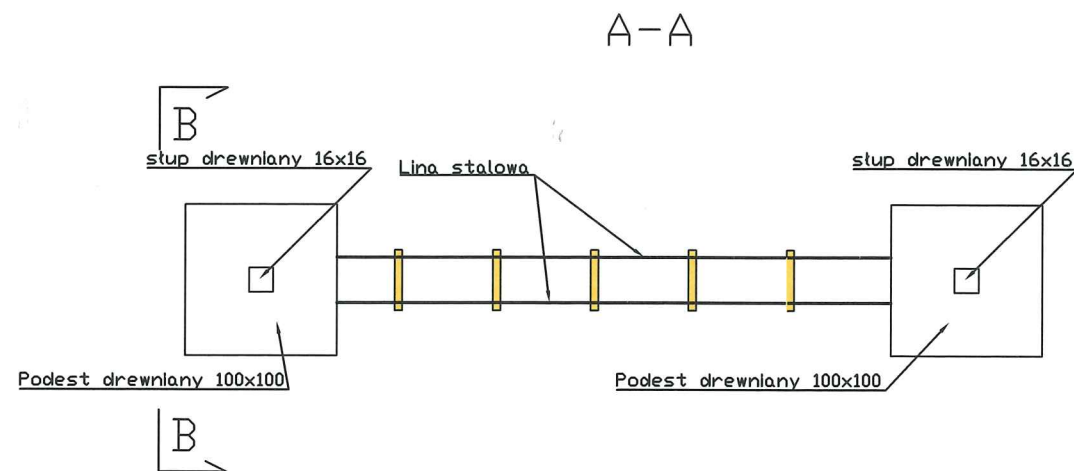 A-A
B
słup drewniany 16x16
Lina stalowa
słup drewniany 16x16
Podest drewniany 100x100
Podest drewniany 100x100
B